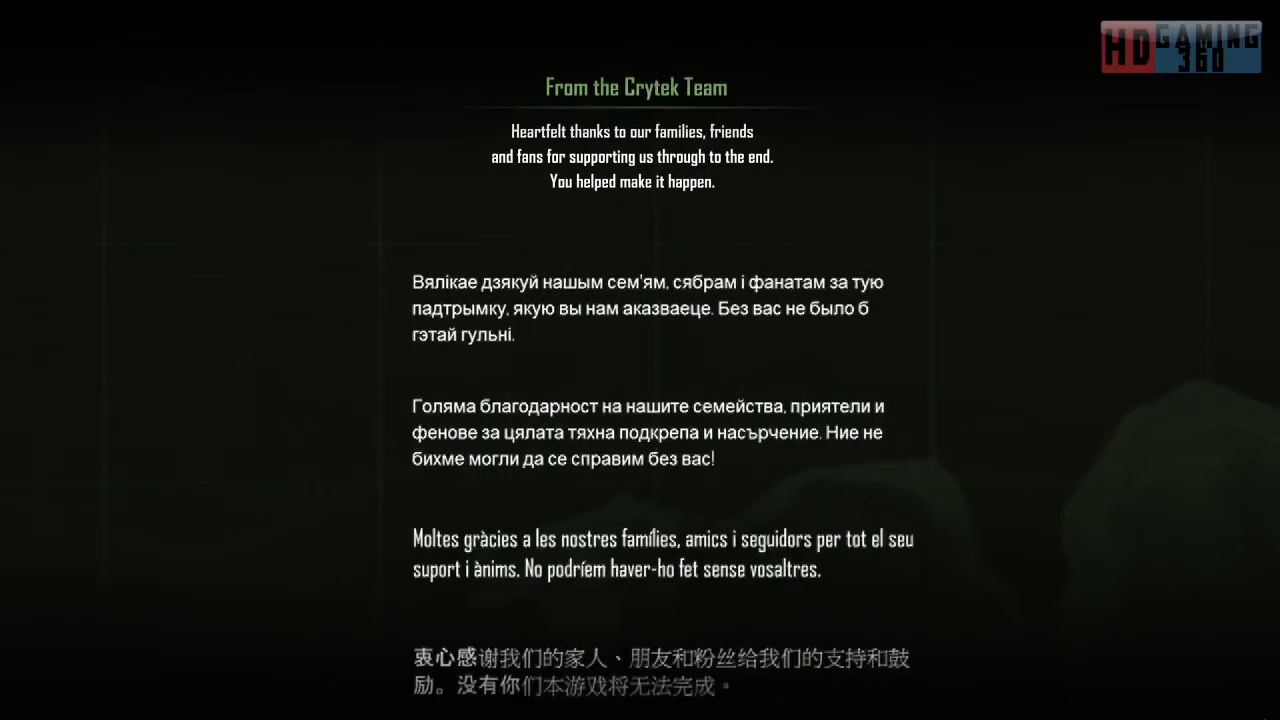 HD GAMING 360
From the Crytek Team
Heartfelt thanks to our families, friends
and fans for supporting us through to the end.
You helped make it happen.
Вялікае дзякуй нашым сем'ям, сябрам і фанатам за тую
падтрымку, якую вы нам аказваеце. Без вас не было б
гэтай гульні.
Голяма благодарност на нашите семейства, приятели и
фенове за цялата тяхна подкрепа и насърчение. Ние не
бихме могли да се справим без вас!
Moltes gràcies a les nostres famílies, amics i seguidors per tot el seu
suport i ànims. No podríem haver-ho fet sense vosaltres.
衷心感谢我们的家人、朋友和粉丝给我们的支持和鼓
励。没有你们本游戏将无法完成。